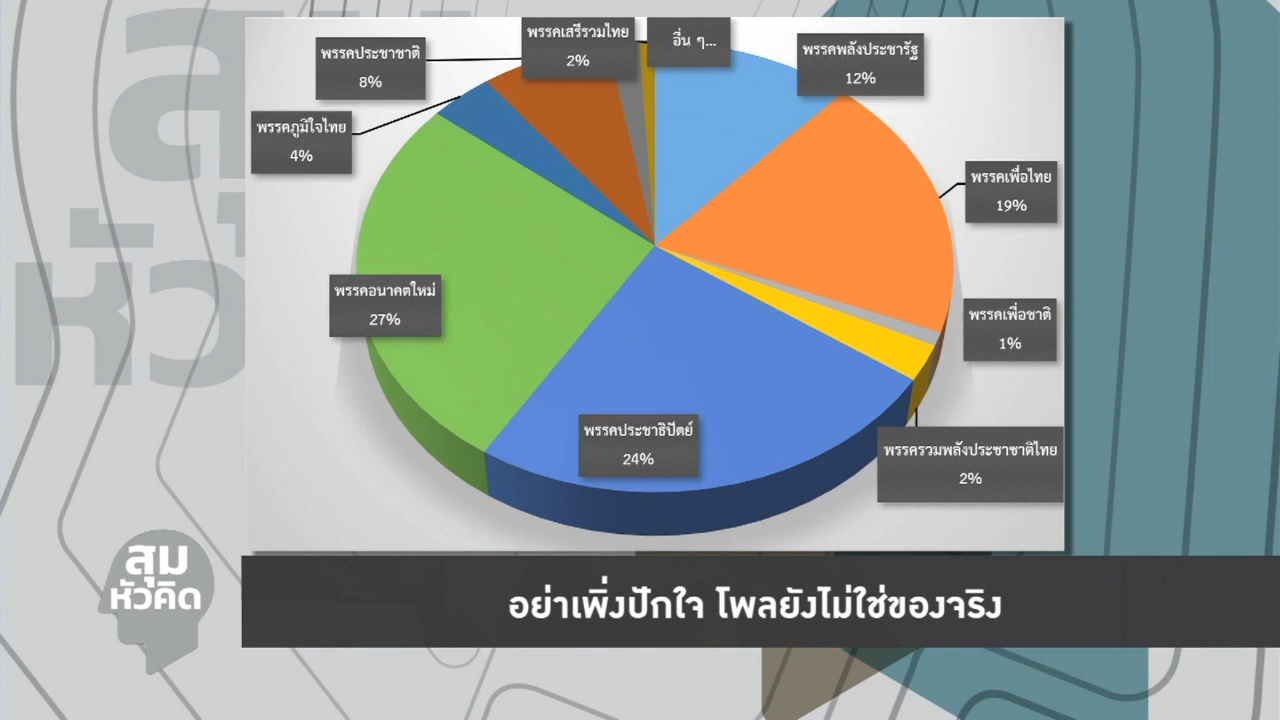 พรรคเสรีรวมไทย
2%
อื่น ๆ...
พรรคพลังประชารัฐ
12%
พรรคประชาชาติ
8%
พรรคภูมิใจไทย
4%
พรรคเพื่อไทย
19%
พรรคอนาคตใหม่
27%
พรรคเพื่อชาติ
1%
พรรคประชาธิปัตย์
24%
พรรครวมพลังประชาชาติไทย
2%
สุม
หัวคิด
อย่าเพิ่งปักใจ โพลยังไม่ใช่ของจริง